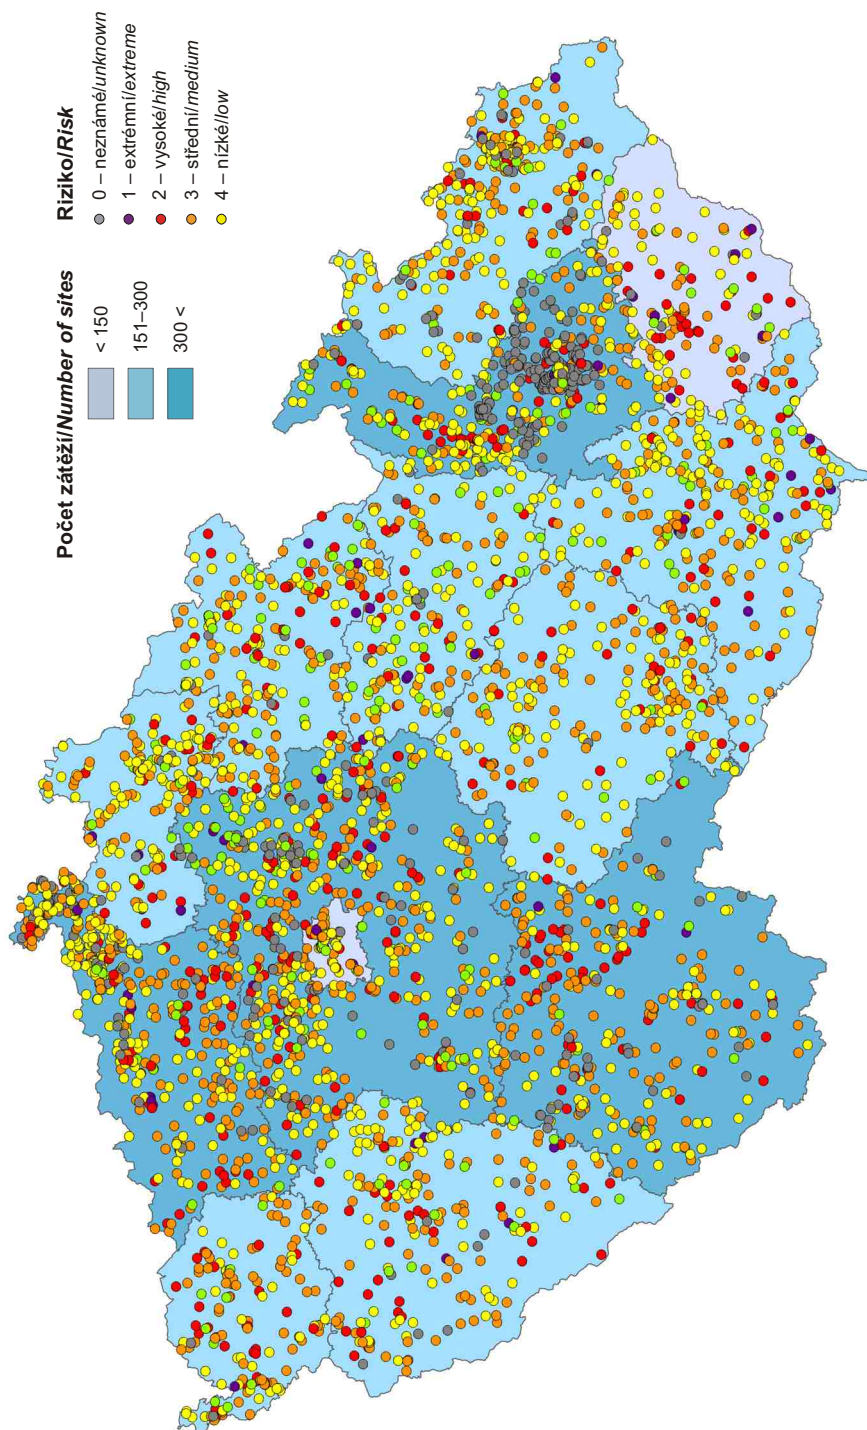 Počet zátěží/Number of sites
< 150
151–300
300 <
Riziko/Risk
0 – neznámé/unknown
1 – extrémní/extreme
2 – vysoké/high
3 – střední/medium
4 – nízké/low